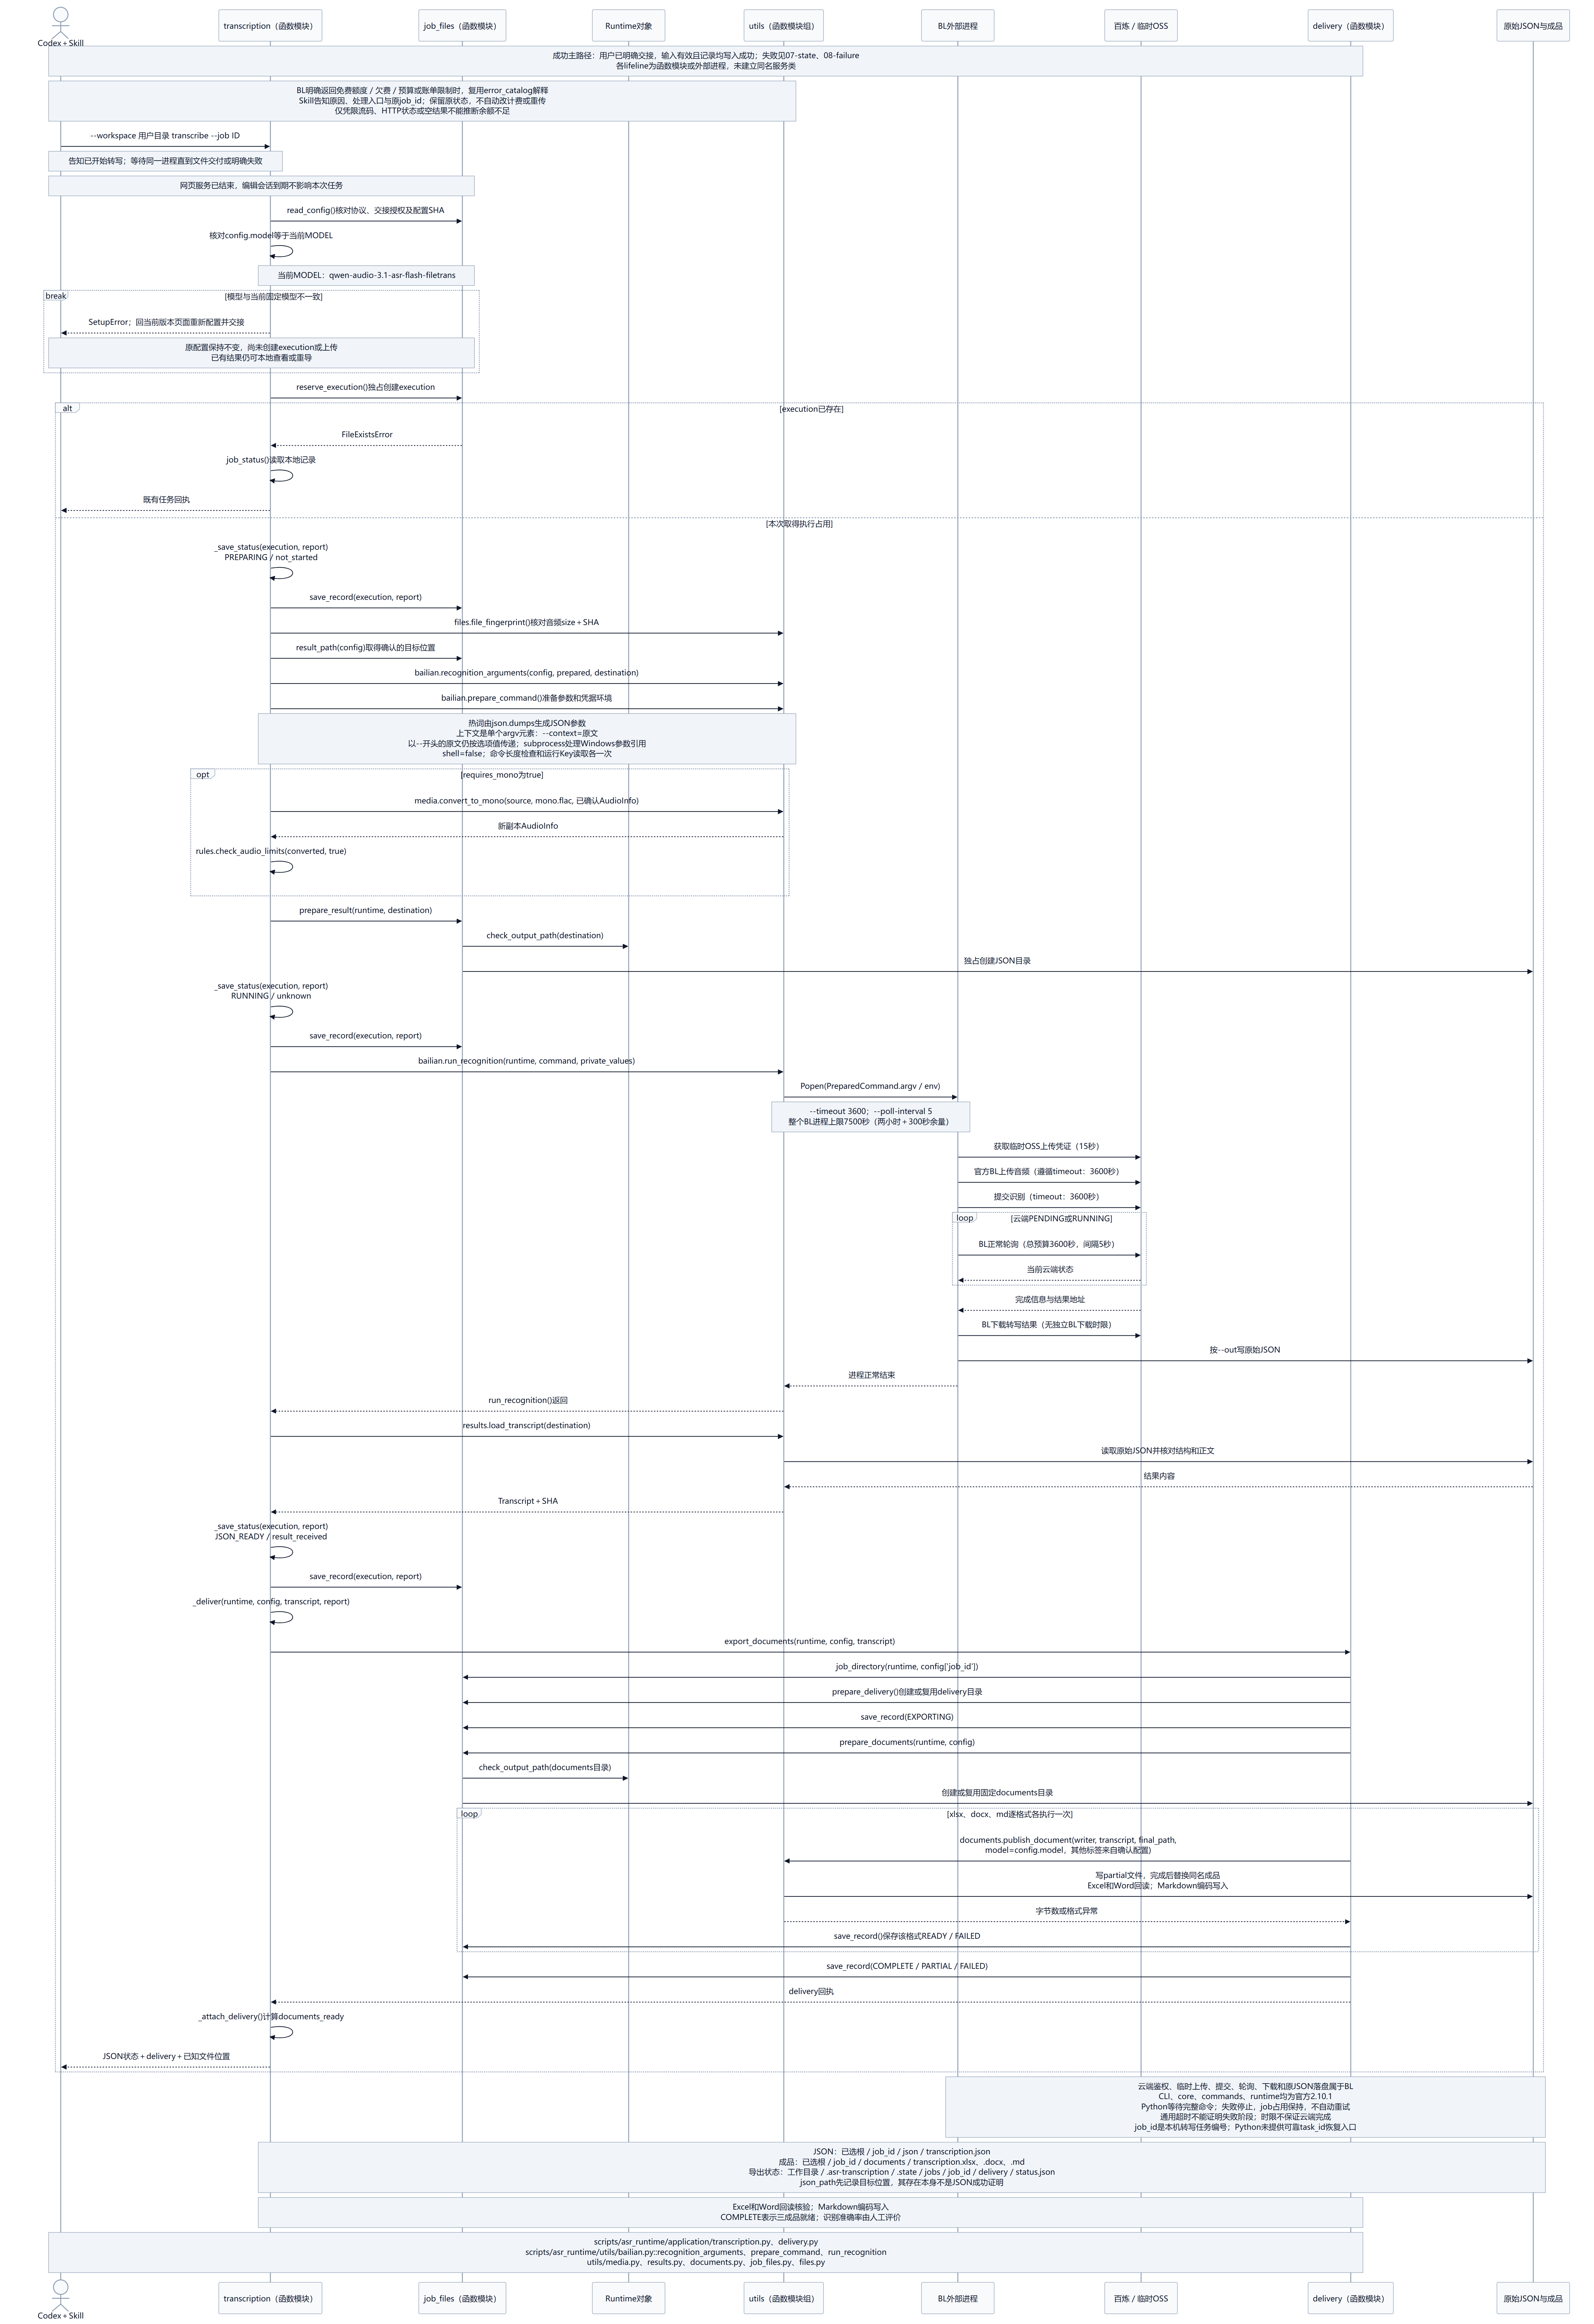 Codex+Skill
transcription（函数模块）
job_files（函数模块）
Runtime对象
utils（函数模块组）
BL外部进程
百炼 / 临时OSS
delivery（函数模块）
原始JSON与成品
成功主路径：用户已明确交接，输入有效且记录均写入成功；失败见07-state、08-failure
各lifeline为函数模块或外部进程，未建立同名服务类
BL明确返回免费额度 / 欠费 / 预算或账单限制时，复用error_catalog解释
Skill告知原因、处理入口与原job_id；保留原状态，不自动改计费或重传
仅凭限流码、HTTP状态或空结果不能推断余额不足
--workspace 用户目录 transcribe --job ID
告知已开始转写；等待同一进程直到文件交付或明确失败
网页服务已结束，编辑会话到期不影响本次任务
read_config()核对协议、交接授权及配置SHA
核对config.model等于当前MODEL
当前MODEL：qwen-audio-3.1-asr-flash-filetrans
break
[模型与当前固定模型不一致]
SetupError；回当前版本页面重新配置并交接
原配置保持不变，尚未创建execution或上传
已有结果仍可本地查看或重导
reserve_execution()独占创建execution
alt
[execution已存在]
FileExistsError
job_status()读取本地记录
既有任务回执
[本次取得执行占用]
_save_status(execution, report)
PREPARING / not_started
save_record(execution, report)
files.file_fingerprint()核对音频size+SHA
result_path(config)取得确认的目标位置
bailian.recognition_arguments(config, prepared, destination)
bailian.prepare_command()准备参数和凭据环境
热词由json.dumps生成JSON参数
上下文是单个argv元素：--context=原文
以--开头的原文仍按选项值传递；subprocess处理Windows参数引用
shell=false；命令长度检查和运行Key读取各一次
opt
[requires_mono为true]
media.convert_to_mono(source, mono.flac, 已确认AudioInfo)
新副本AudioInfo
rules.check_audio_limits(converted, true)
prepare_result(runtime, destination)
check_output_path(destination)
独占创建JSON目录
_save_status(execution, report)
RUNNING / unknown
save_record(execution, report)
bailian.run_recognition(runtime, command, private_values)
Popen(PreparedCommand.argv / env)
--timeout 3600；--poll-interval 5
整个BL进程上限7500秒（两小时+300秒余量）
获取临时OSS上传凭证（15秒）
官方BL上传音频（遵循timeout：3600秒）
提交识别（timeout：3600秒）
loop
[云端PENDING或RUNNING]
BL正常轮询（总预算3600秒，间隔5秒）
当前云端状态
完成信息与结果地址
BL下载转写结果（无独立BL下载时限）
按--out写原始JSON
进程正常结束
run_recognition()返回
results.load_transcript(destination)
读取原始JSON并核对结构和正文
结果内容
Transcript+SHA
_save_status(execution, report)
JSON_READY / result_received
save_record(execution, report)
_deliver(runtime, config, transcript, report)
export_documents(runtime, config, transcript)
job_directory(runtime, config['job_id'])
prepare_delivery()创建或复用delivery目录
save_record(EXPORTING)
prepare_documents(runtime, config)
check_output_path(documents目录)
创建或复用固定documents目录
loop
[xlsx、docx、md逐格式各执行一次]
documents.publish_document(writer, transcript, final_path,
model=config.model，其他标签来自确认配置)
写partial文件，完成后替换同名成品
Excel和Word回读；Markdown编码写入
字节数或格式异常
save_record()保存该格式READY / FAILED
save_record(COMPLETE / PARTIAL / FAILED)
delivery回执
_attach_delivery()计算documents_ready
JSON状态+delivery+已知文件位置
云端鉴权、临时上传、提交、轮询、下载和原JSON落盘属于BL
CLI、core、commands、runtime均为官方2.10.1
Python等待完整命令；失败停止，job占用保持，不自动重试
通用超时不能证明失败阶段；时限不保证云端完成
job_id是本机转写任务编号；Python未提供可靠task_id恢复入口
JSON：已选根 / job_id / json / transcription.json
成品：已选根 / job_id / documents / transcription.xlsx、.docx、.md
导出状态：工作目录 / .asr-transcription / .state / jobs / job_id / delivery / status.json
json_path先记录目标位置，其存在本身不是JSON成功证明
Excel和Word回读核验；Markdown编码写入
COMPLETE表示三成品就绪；识别准确率由人工评价
scripts/asr_runtime/application/transcription.py、delivery.py
scripts/asr_runtime/utils/bailian.py::recognition_arguments、prepare_command、run_recognition
utils/media.py、results.py、documents.py、job_files.py、files.py
Codex+Skill
transcription（函数模块）
job_files（函数模块）
Runtime对象
utils（函数模块组）
BL外部进程
百炼 / 临时OSS
delivery（函数模块）
原始JSON与成品